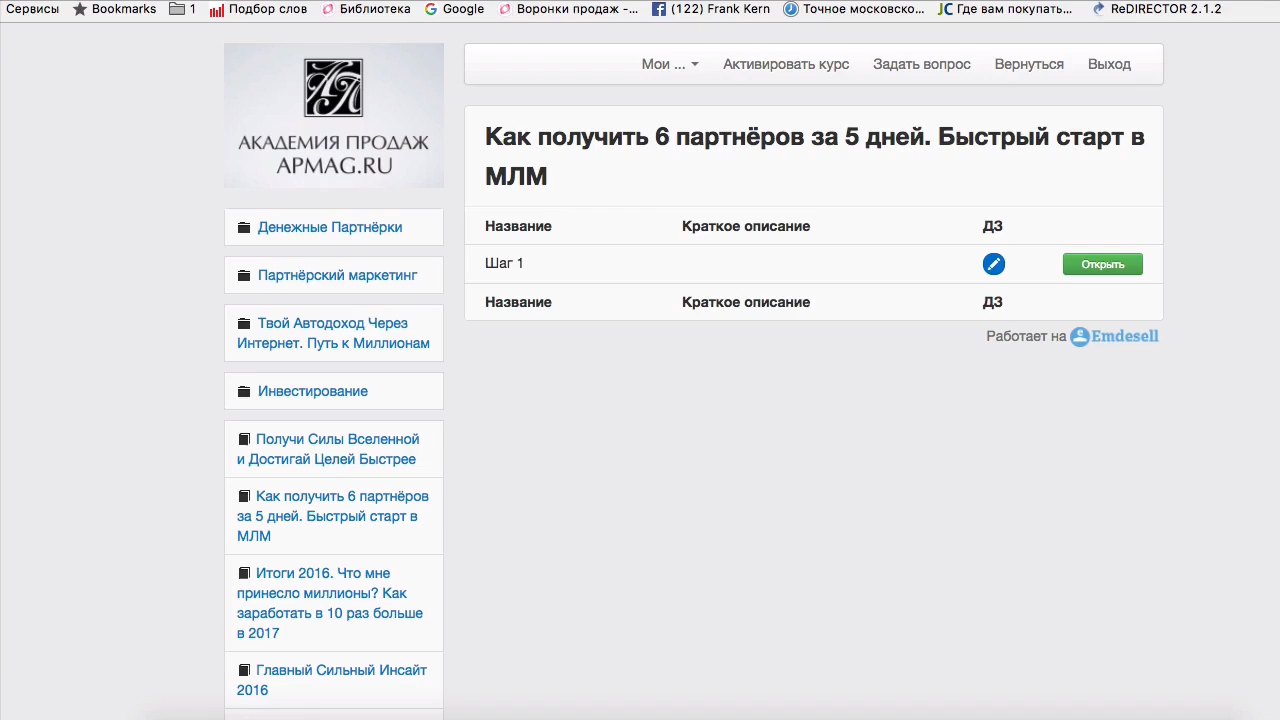 Сервисы Bookmarks 1 Подбор слов Библиотека Google Воронки продаж -... (122) Frank Kern Точное московско... Где вам покупать... ReDIRECTOR 2.1.2
АКАДЕМИЯ ПРОДАЖ
APMAG.RU
Мои ... Активировать курс Задать вопрос Вернуться Выход
Как получить 6 партнёров за 5 дней. Быстрый старт в
МЛМ
Название Краткое описание ДЗ
Шаг 1 Открыть
Название Краткое описание ДЗ
Работает на Emdesell
Денежные Партнёрки
Партнёрский маркетинг
Твой Автодоход Через
Интернет. Путь к Миллионам
Инвестирование
Получи Силы Вселенной
и Достигай Целей Быстрее
Как получить 6 партнёров
за 5 дней. Быстрый старт в
МЛМ
Итоги 2016. Что мне
принесло миллионы? Как
заработать в 10 раз больше
в 2017
Главный Сильный Инсайт
2016